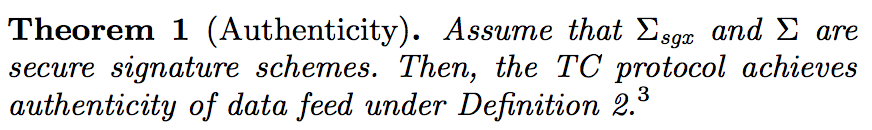 Theorem 1 (Authenticity). Assume that Σsgx and Σ are
secure signature schemes. Then, the TC protocol achieves
authenticity of data feed under Definition 2.³